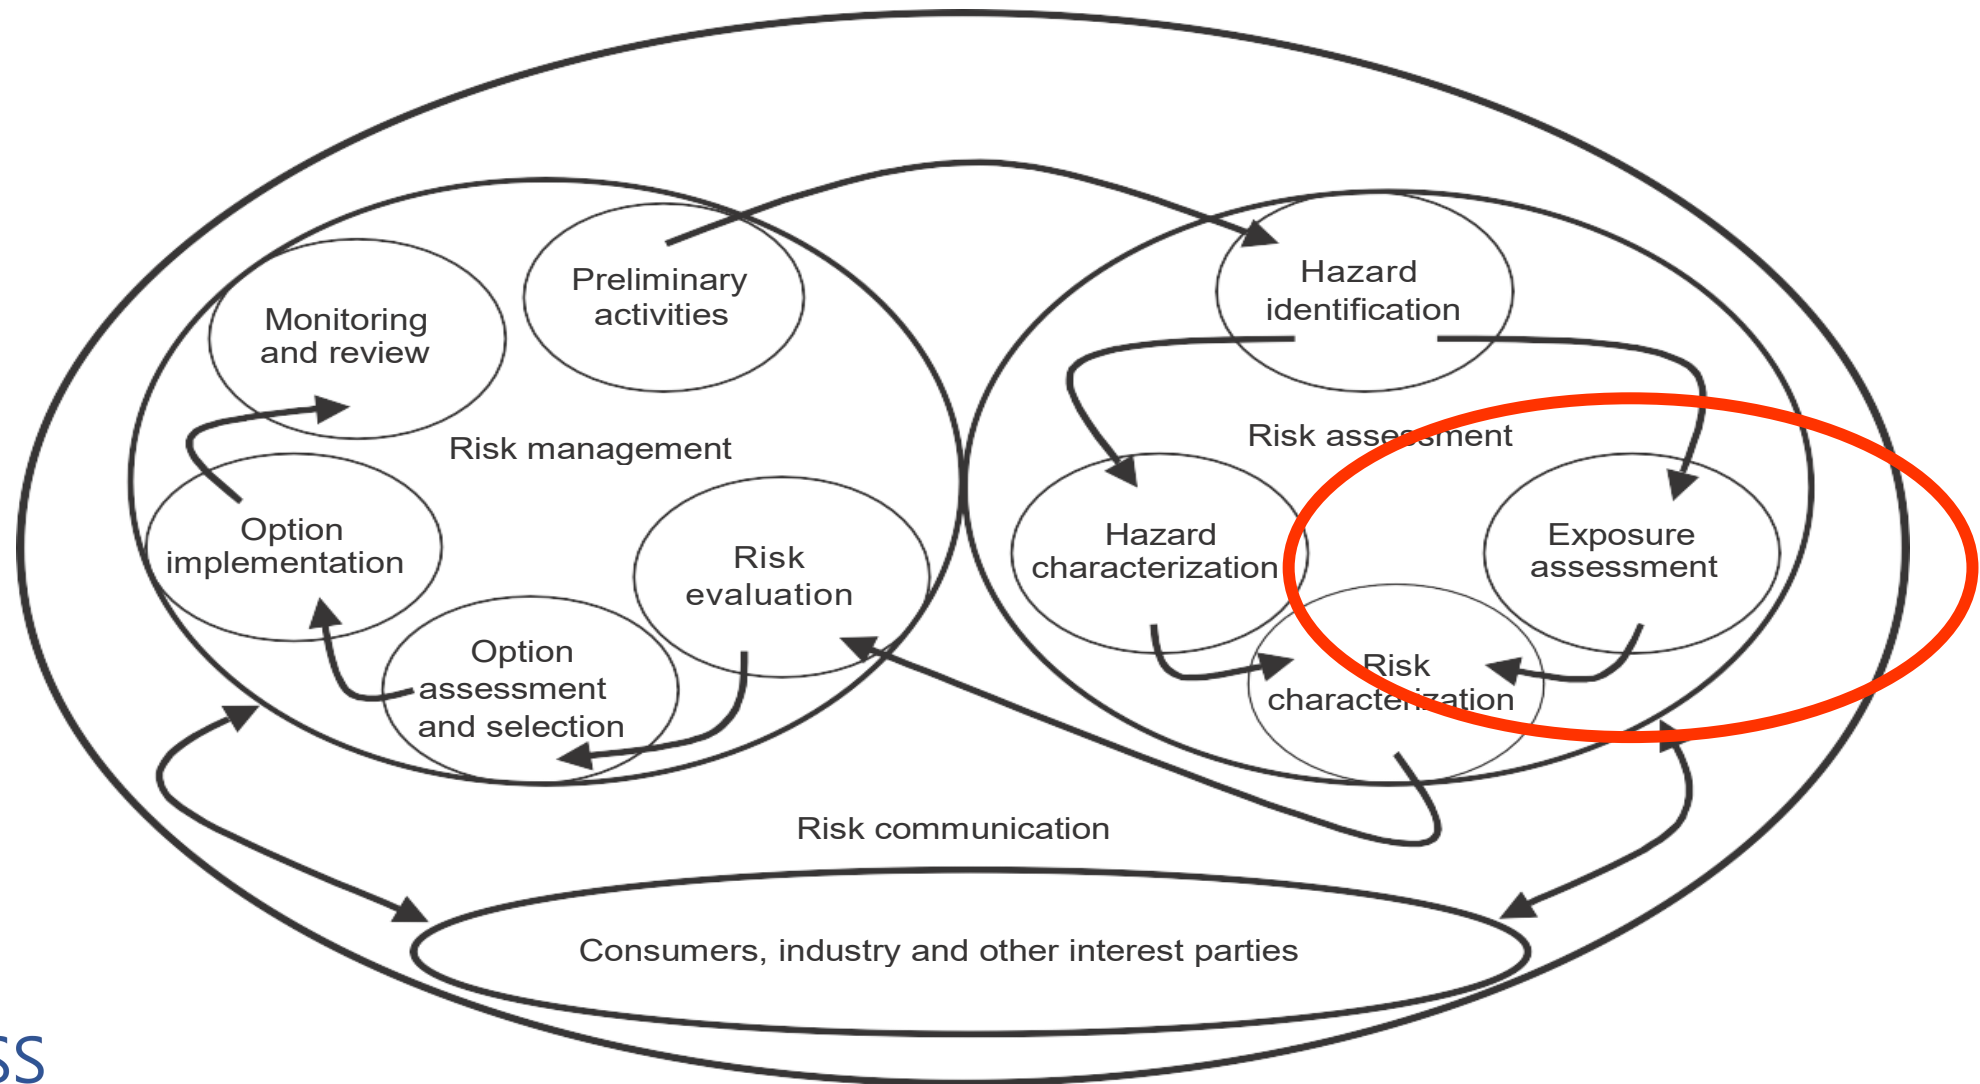 Preliminary
activities
Monitoring
and review
Risk management
Option
implementation
Risk
evaluation
Option
assessment
and selection
Hazard
identification
Risk assessment
Hazard
characterization
Exposure
assessment
Risk
characterization
Risk communication
Consumers, industry and other interest parties
SS